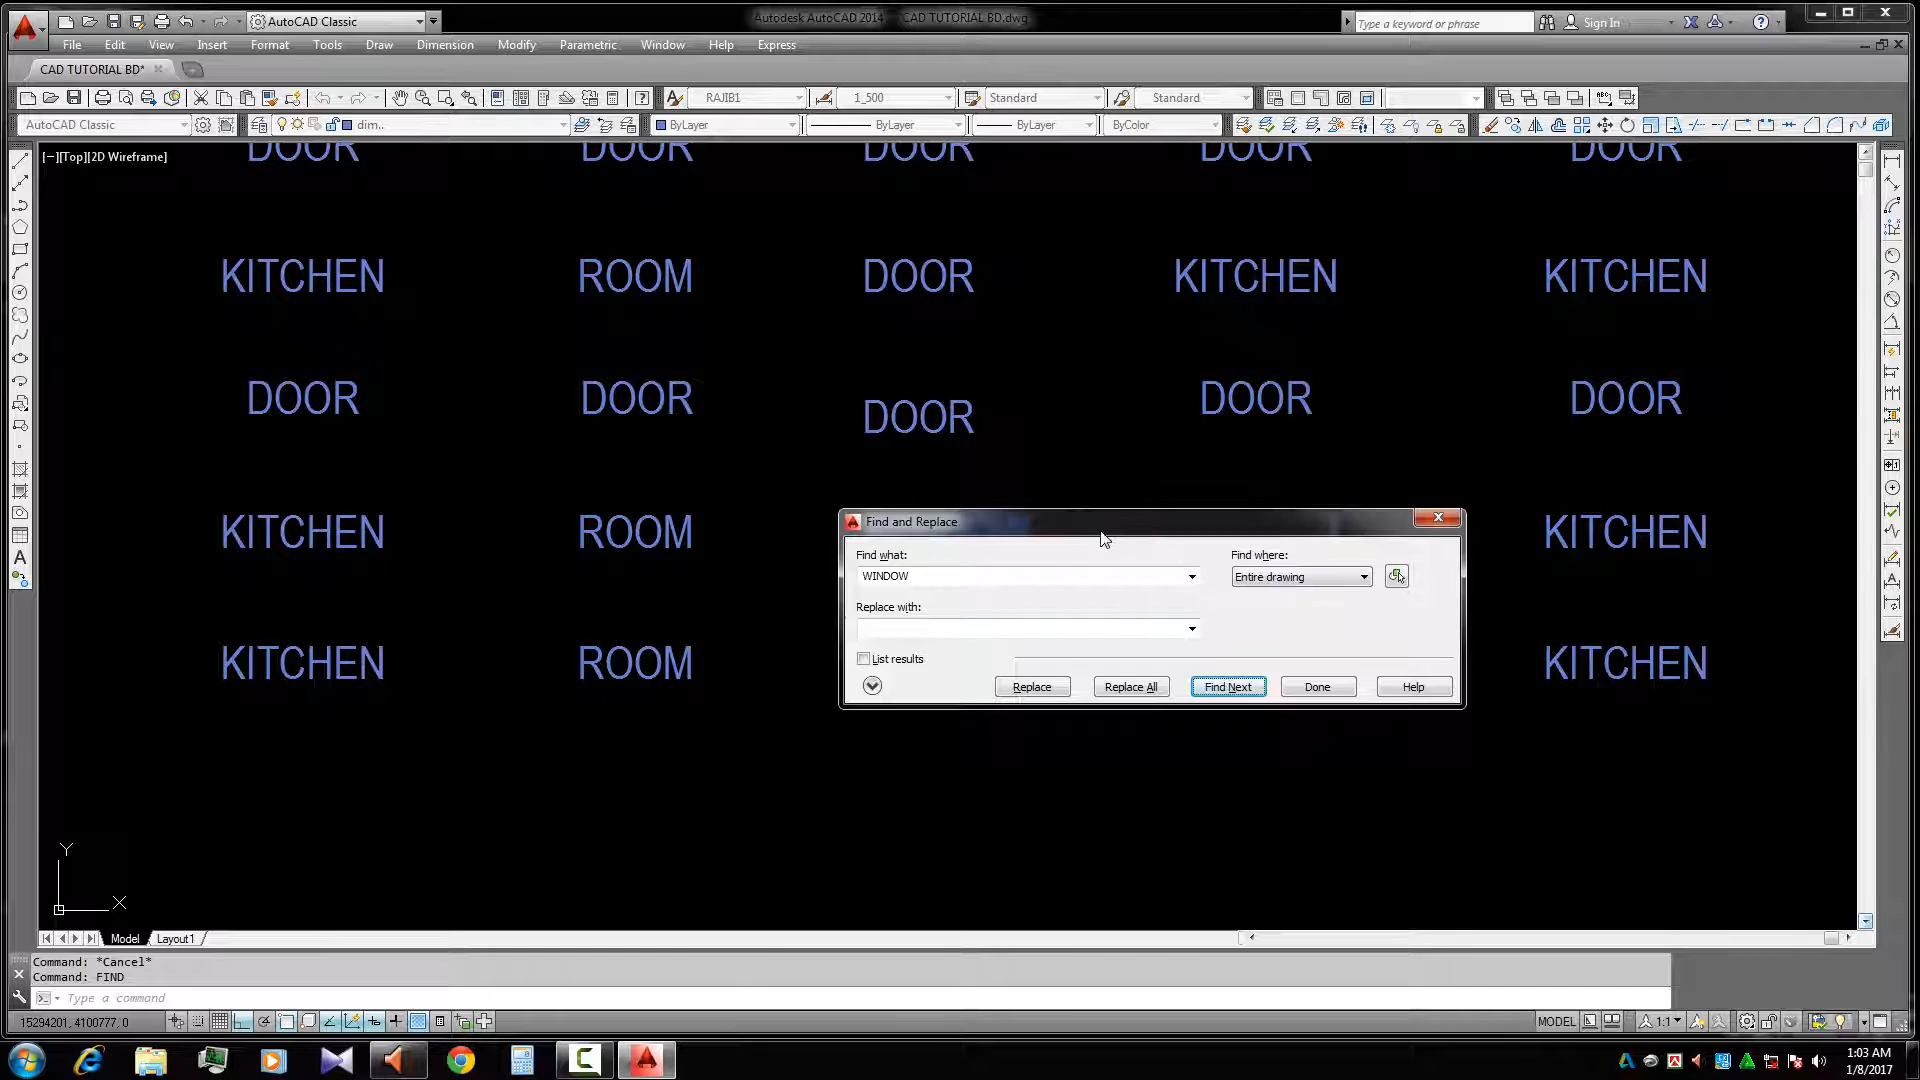 AutoCAD Classic
Autodesk AutoCAD 2014 CAD TUTORIAL BD.dwg
Type a keyword or phrase
Sign In
File Edit View Insert Format Tools Draw Dimension Modify Parametric Window Help Express
CAD TUTORIAL BD*
RAJIB1 1_500 Standard Standard
AutoCAD Classic dim.. ByLayer ByLayer ByLayer ByColor
[−][Top][2D Wireframe]
DOOR DOOR DOOR DOOR DOOR
KITCHEN ROOM DOOR KITCHEN KITCHEN
DOOR DOOR DOOR DOOR DOOR
KITCHEN ROOM KITCHEN
KITCHEN ROOM KITCHEN
Find and Replace
Find what: Find where:
WINDOW Entire drawing
Replace with:
List results
Replace Replace All Find Next Done Help
Y
X
Model Layout1
Command: *Cancel*
Command: FIND
Type a command
15294201, 4100777, 0 MODEL 1:1
1:03 AM
1/8/2017